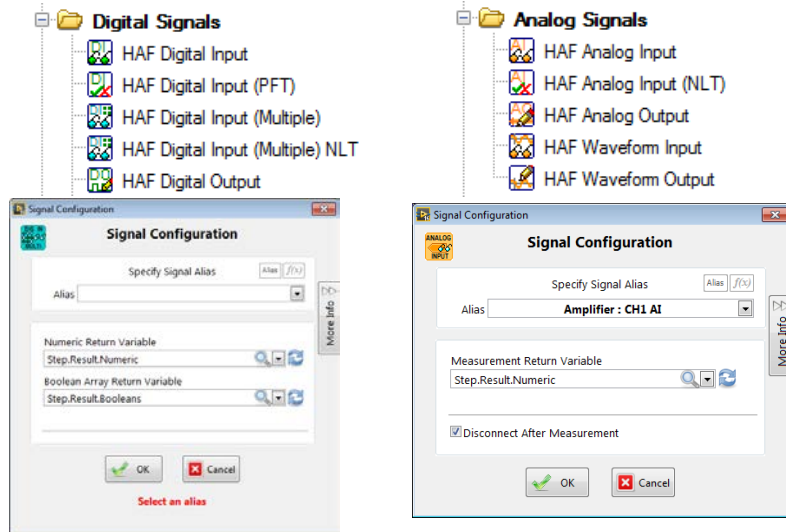 Digital Signals
HAF Digital Input
HAF Digital Input (PFT)
HAF Digital Input (Multiple)
HAF Digital Input (Multiple) NLT
HAF Digital Output
Analog Signals
HAF Analog Input
HAF Analog Input (NLT)
HAF Analog Output
HAF Waveform Input
HAF Waveform Output
Signal Configuration
Signal Configuration
Specify Signal Alias
Alias f(x)
Alias
More Info
Numeric Return Variable
Step.Result.Numeric
Boolean Array Return Variable
Step.Result.Booleans
OK Cancel
Select an alias
Signal Configuration
ANALOG
INPUT
Signal Configuration
Specify Signal Alias
Alias f(x)
Alias Amplifier : CH1 AI
More Info
Measurement Return Variable
Step.Result.Numeric
Disconnect After Measurement
OK Cancel